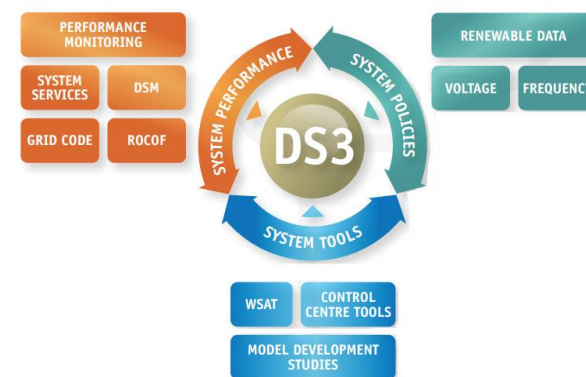 PERFORMANCE
MONITORING
SYSTEM
SERVICES
DSM
GRID CODE
ROCOF
SYSTEM PERFORMANCE
SYSTEM POLICIES
SYSTEM TOOLS
DS3
RENEWABLE DATA
VOLTAGE
FREQUENC
WSAT
CONTROL
CENTRE TOOLS
MODEL DEVELOPMENT
STUDIES